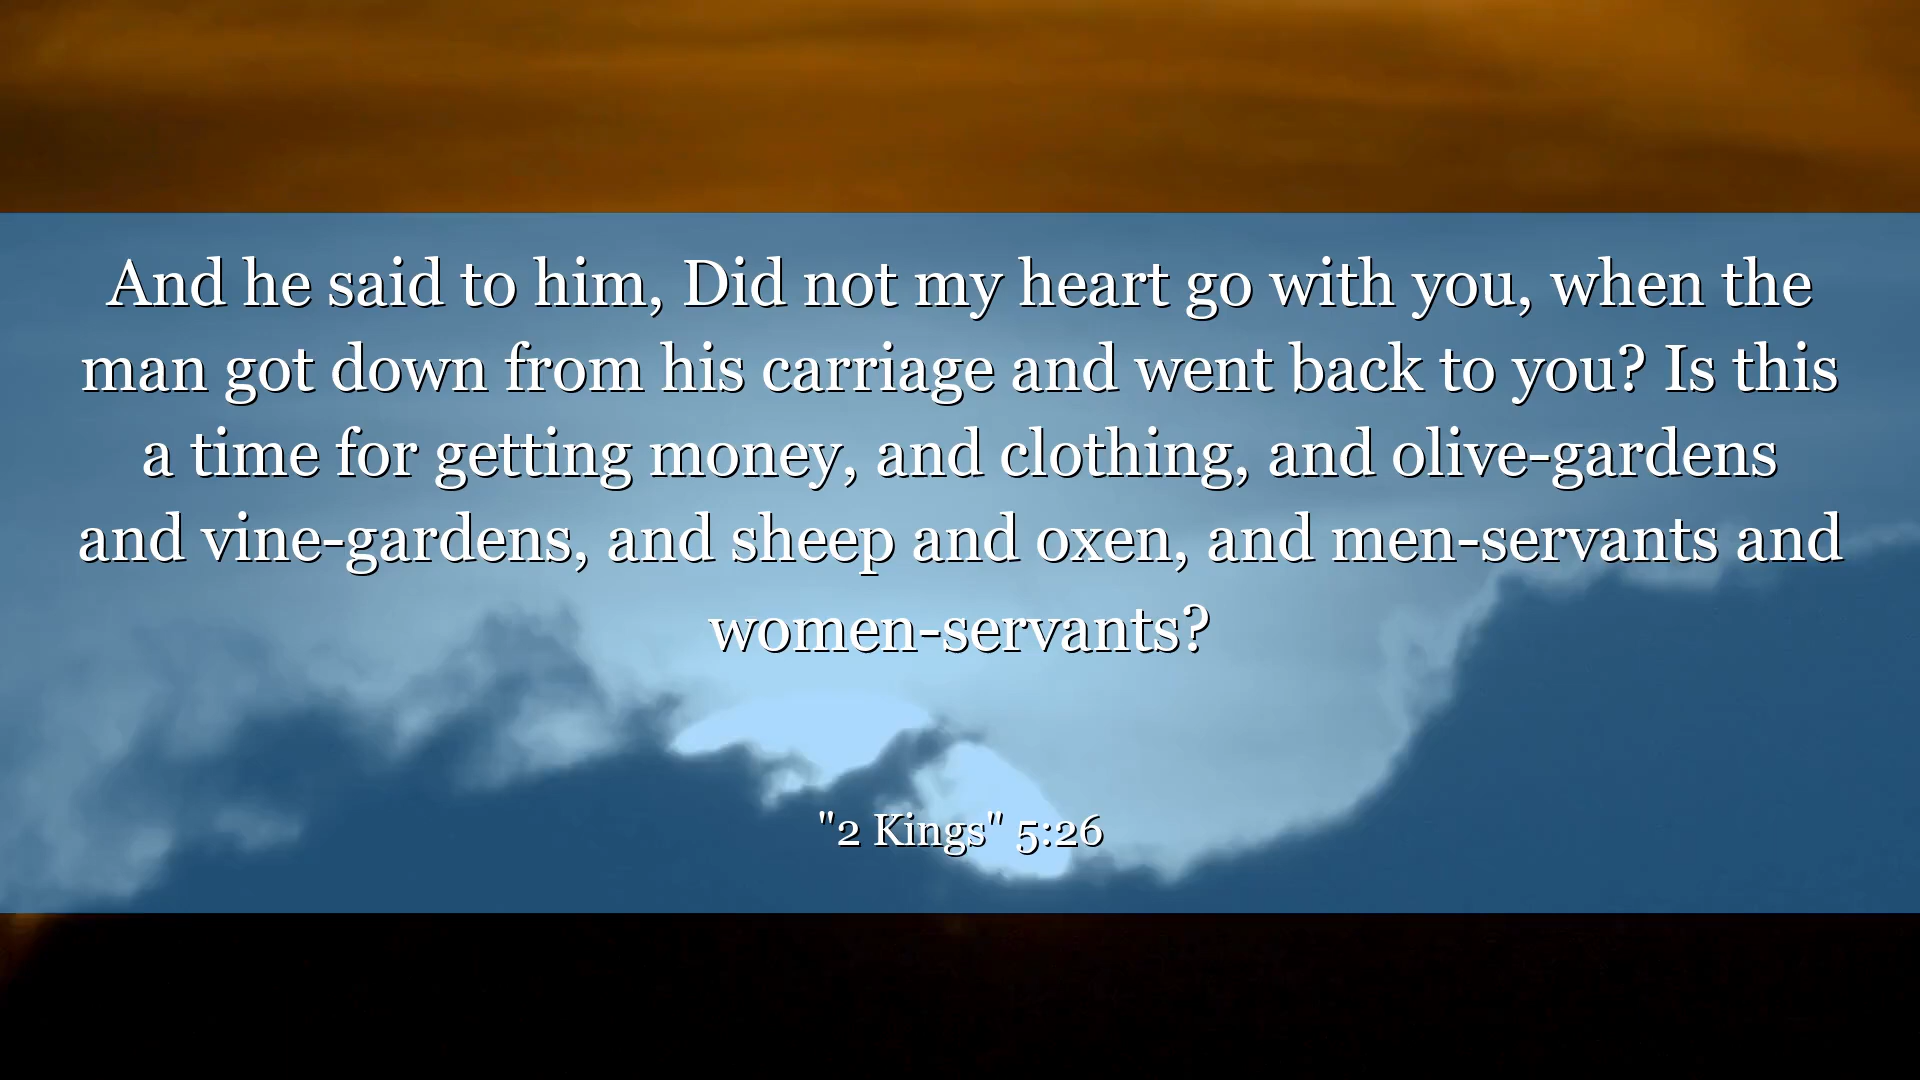 And he said to him, Did not my heart go with you, when the
man got down from his carriage and went back to you? Is this
a time for getting money, and clothing, and olive-gardens
and vine-gardens, and sheep and oxen, and men-servants and
women-servants?
"2 Kings" 5:26